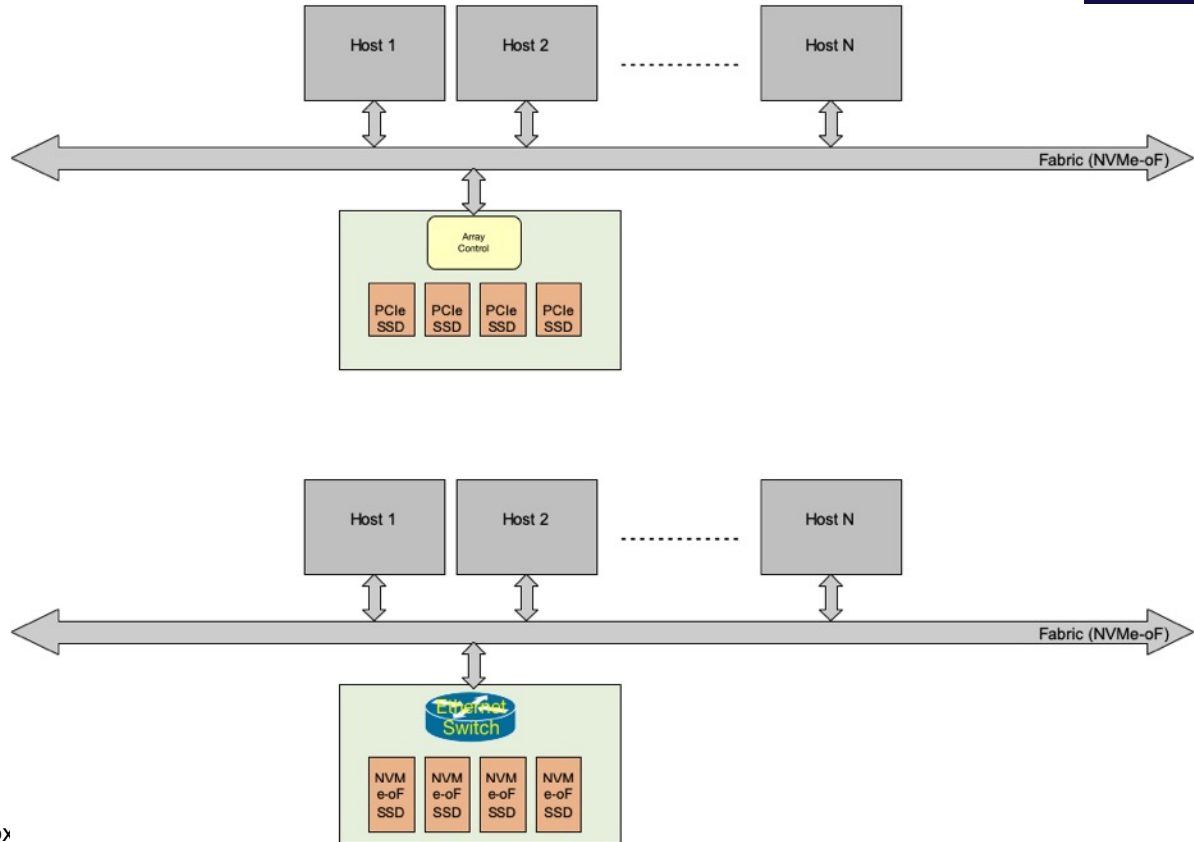 Host 1
Host 2
Host N
Fabric (NVMe-oF)
Array
Control
PCIe
SSD
PCIe
SSD
PCIe
SSD
PCIe
SSD
Host 1
Host 2
Host N
Fabric (NVMe-oF)
Ethernet
Switch
NVM
e-oF
SSD
NVM
e-oF
SSD
NVM
e-oF
SSD
NVM
e-oF
SSD